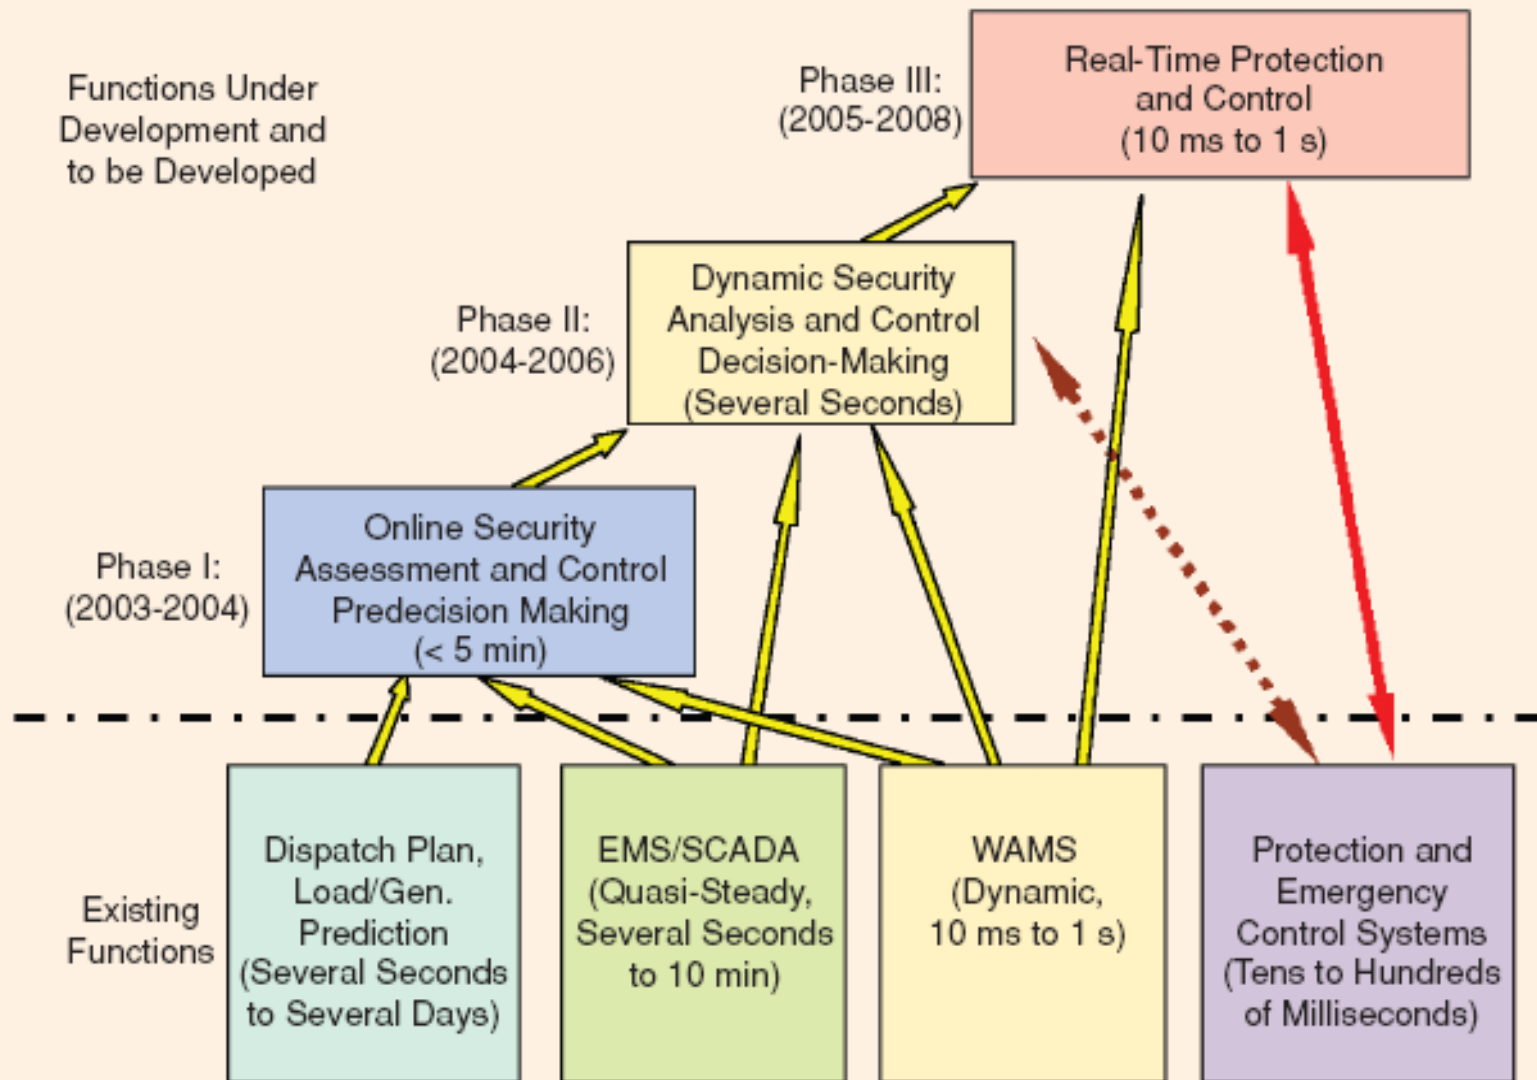 Functions Under
Development and
to be Developed
Phase III:
(2005-2008)
Real-Time Protection
and Control
(10 ms to 1 s)
Phase II:
(2004-2006)
Dynamic Security
Analysis and Control
Decision-Making
(Several Seconds)
Phase I:
(2003-2004)
Online Security
Assessment and Control
Predecision Making
(< 5 min)
Existing
Functions
Dispatch Plan,
Load/Gen.
Prediction
(Several Seconds
to Several Days)
EMS/SCADA
(Quasi-Steady,
Several Seconds
to 10 min)
WAMS
(Dynamic,
10 ms to 1 s)
Protection and
Emergency
Control Systems
(Tens to Hundreds
of Milliseconds)